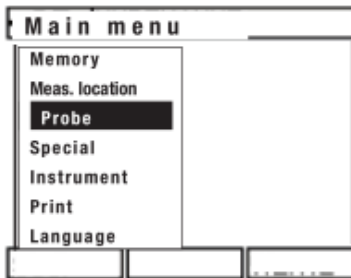 Main menu
Memory
Meas. location
Probe
Special
Instrument
Print
Language